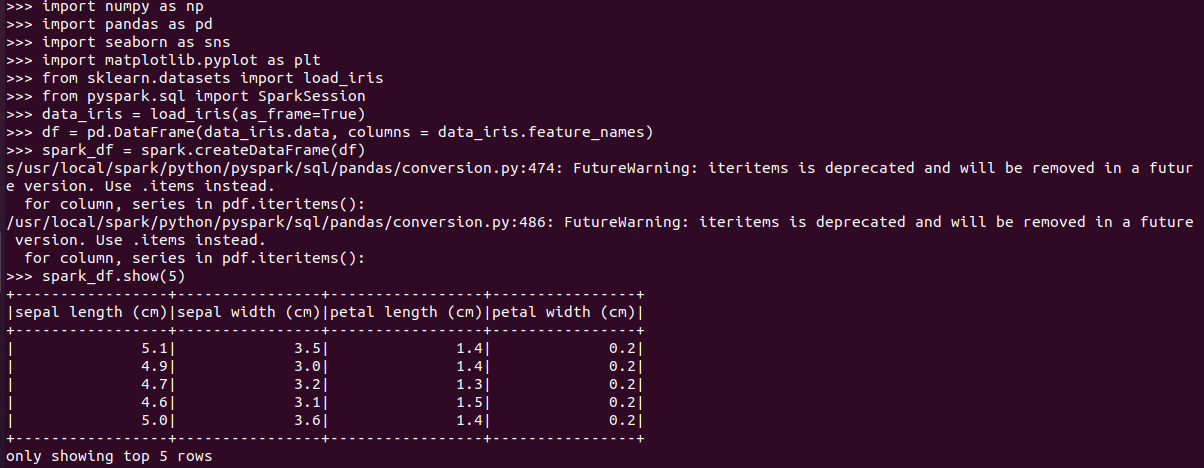 >>> import numpy as np
>>> import pandas as pd
>>> import seaborn as sns
>>> import matplotlib.pyplot as plt
>>> from sklearn.datasets import load_iris
>>> from pyspark.sql import SparkSession
>>> data_iris = load_iris(as_frame=True)
>>> df = pd.DataFrame(data_iris.data, columns = data_iris.feature_names)
>>> spark_df = spark.createDataFrame(df)
s/usr/local/spark/python/pyspark/sql/pandas/conversion.py:474: FutureWarning: iteritems is deprecated and will be removed in a futur
e version. Use .items instead.
  for column, series in pdf.iteritems():
/usr/local/spark/python/pyspark/sql/pandas/conversion.py:486: FutureWarning: iteritems is deprecated and will be removed in a future
 version. Use .items instead.
  for column, series in pdf.iteritems():
>>> spark_df.show(5)
+-----------------+----------------+-----------------+----------------+
|sepal length (cm)|sepal width (cm)|petal length (cm)|petal width (cm)|
+-----------------+----------------+-----------------+----------------+
|              5.1|             3.5|              1.4|             0.2|
|              4.9|             3.0|              1.4|             0.2|
|              4.7|             3.2|              1.3|             0.2|
|              4.6|             3.1|              1.5|             0.2|
|              5.0|             3.6|              1.4|             0.2|
+-----------------+----------------+-----------------+----------------+
only showing top 5 rows